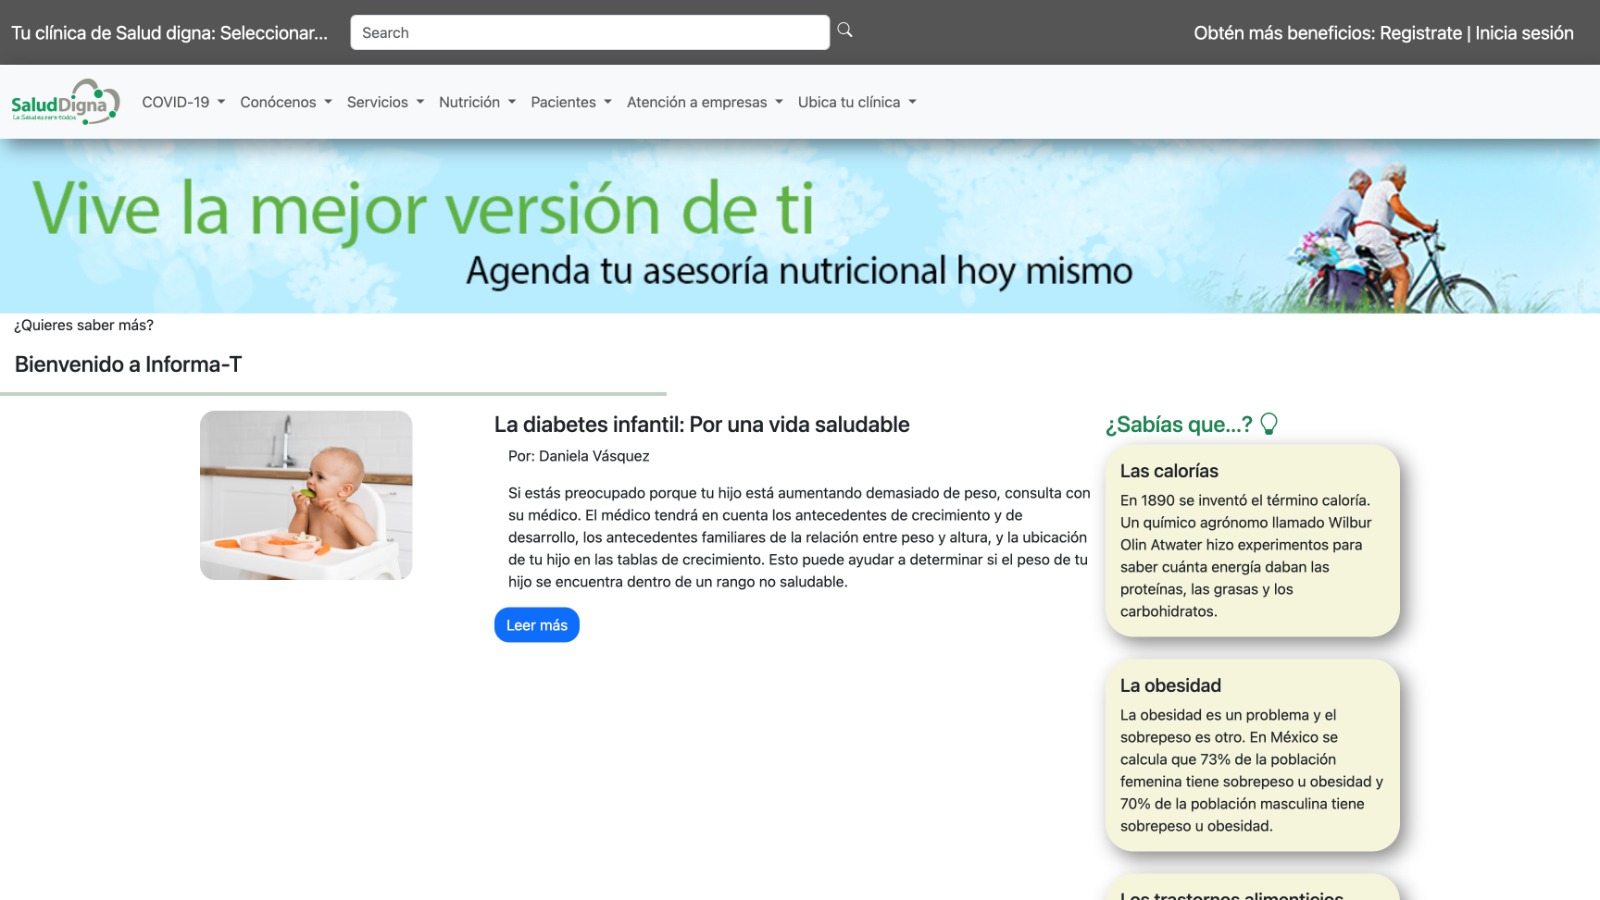 Tu clínica de Salud digna: Seleccionar...
Search
Obtén más beneficios: Registrate | Inicia sesión
SaludDigna
La Salud es para todos
COVID-19
Conócenos
Servicios
Nutrición
Pacientes
Atención a empresas
Ubica tu clínica
Vive la mejor versión de ti
Agenda tu asesoría nutricional hoy mismo
¿Quieres saber más?
Bienvenido a Informa-T
La diabetes infantil: Por una vida saludable
Por: Daniela Vásquez
Si estás preocupado porque tu hijo está aumentando demasiado de peso, consulta con
su médico. El médico tendrá en cuenta los antecedentes de crecimiento y de
desarrollo, los antecedentes familiares de la relación entre peso y altura, y la ubicación
de tu hijo en las tablas de crecimiento. Esto puede ayudar a determinar si el peso de tu
hijo se encuentra dentro de un rango no saludable.
Leer más
¿Sabías que...?
Las calorías
En 1890 se inventó el término caloría.
Un químico agrónomo llamado Wilbur
Olin Atwater hizo experimentos para
saber cuánta energía daban las
proteínas, las grasas y los
carbohidratos.
La obesidad
La obesidad es un problema y el
sobrepeso es otro. En México se
calcula que 73% de la población
femenina tiene sobrepeso u obesidad y
70% de la población masculina tiene
sobrepeso u obesidad.
Los trastornos alimenticios